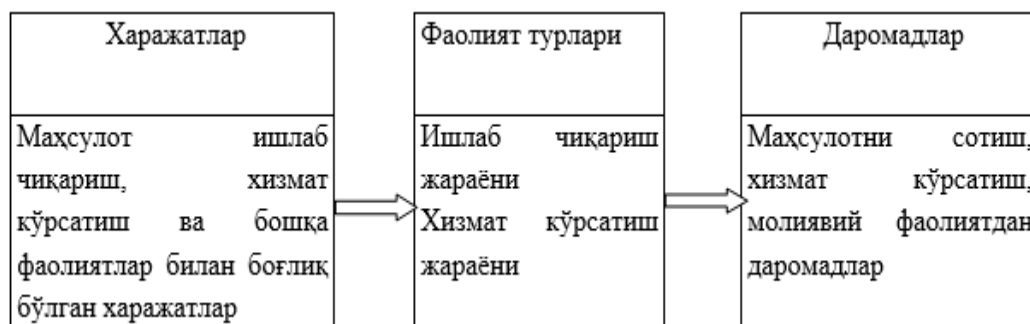 Харажатлар
Маҳсулот ишлаб
чиқариш, хизмат
кўрсатиш ва бошқа
фаолиятлар билан боғлиқ
бўлган харажатлар
Фаолият турлари
Ишлаб чиқариш
жараёни
Хизмат кўрсатиш
жараёни
Даромадлар
Маҳсулотни сотиш,
хизмат кўрсатиш,
молиявий фаолиятдан
даромадлар